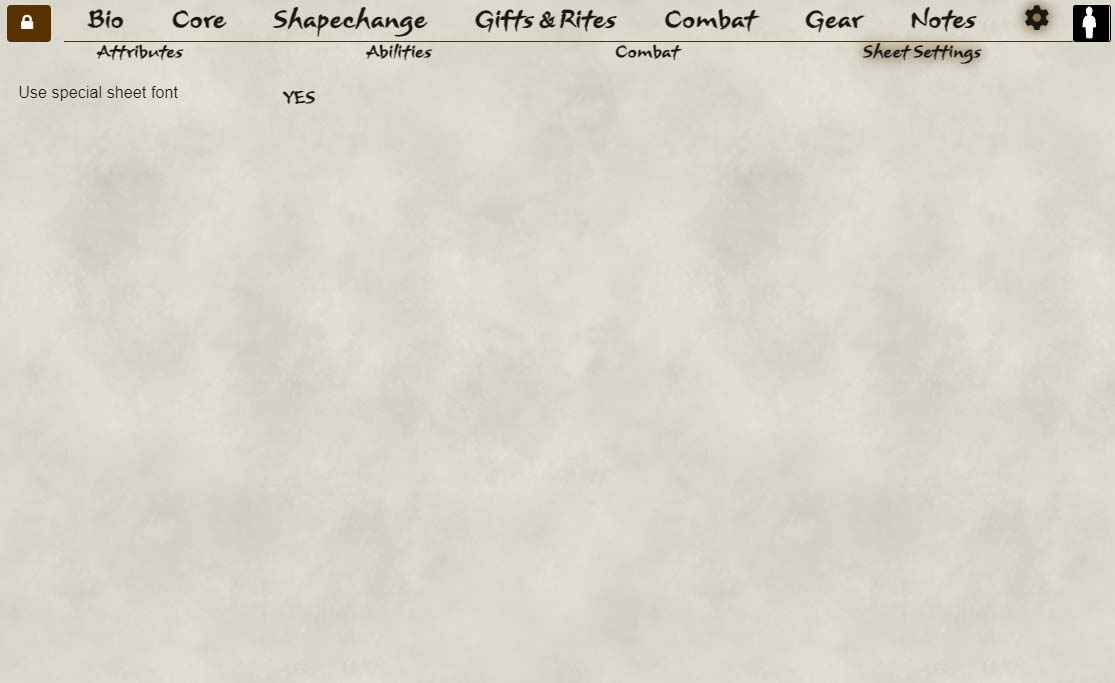 Bio Core Shapechange Gifts & Rites Combat Gear Notes
Attributes Abilities Combat Sheet Settings
Use special sheet font YES